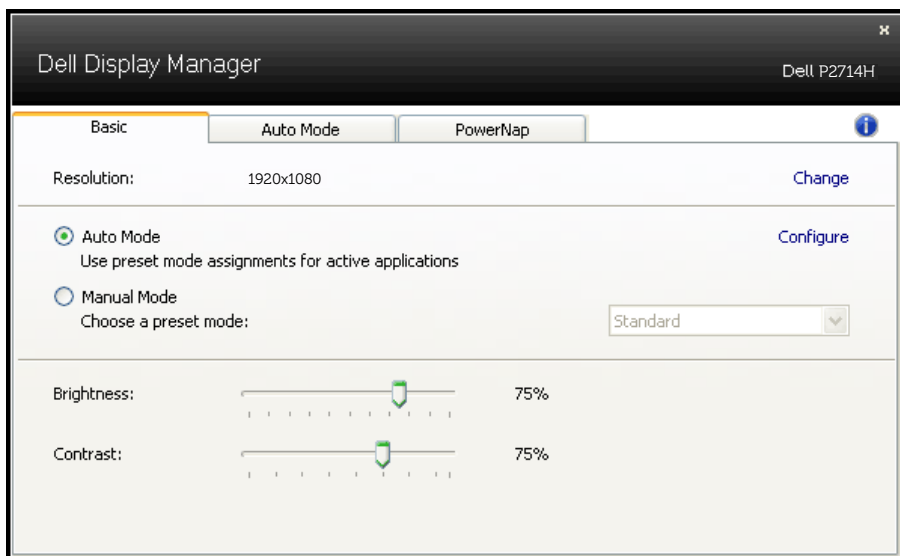 Dell Display Manager
Dell P2714H
Basic
Auto Mode
PowerNap
Resolution:
1920x1080
Change
Auto Mode
Configure
Use preset mode assignments for active applications
Manual Mode
Choose a preset mode:
Standard
Brightness:
75%
Contrast:
75%